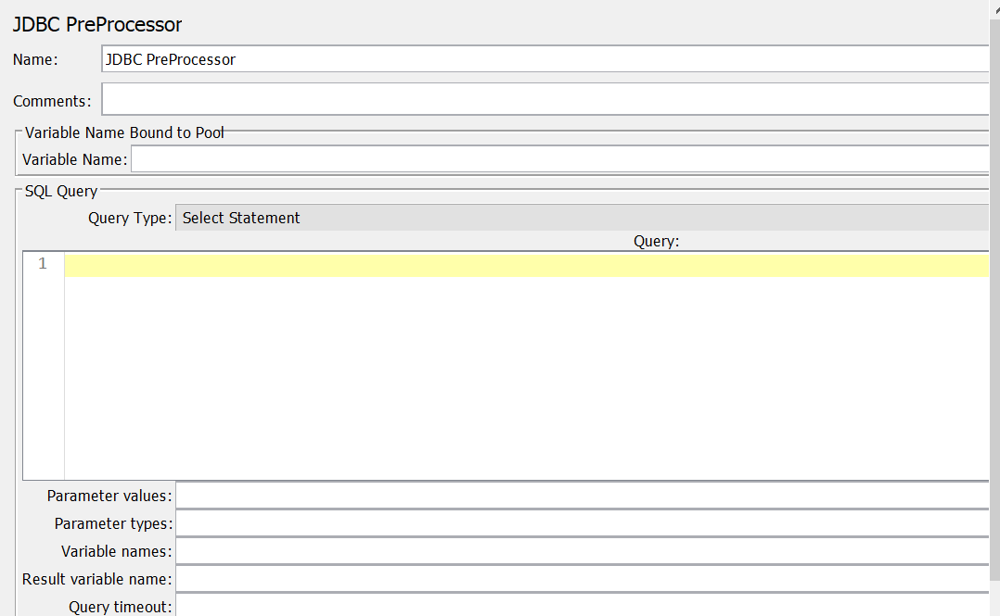 JDBC PreProcessor
Name: JDBC PreProcessor
Comments:
Variable Name Bound to Pool
Variable Name:
SQL Query
Query Type: Select Statement
Query:
1
Parameter values:
Parameter types:
Variable names:
Result variable name:
Query timeout: